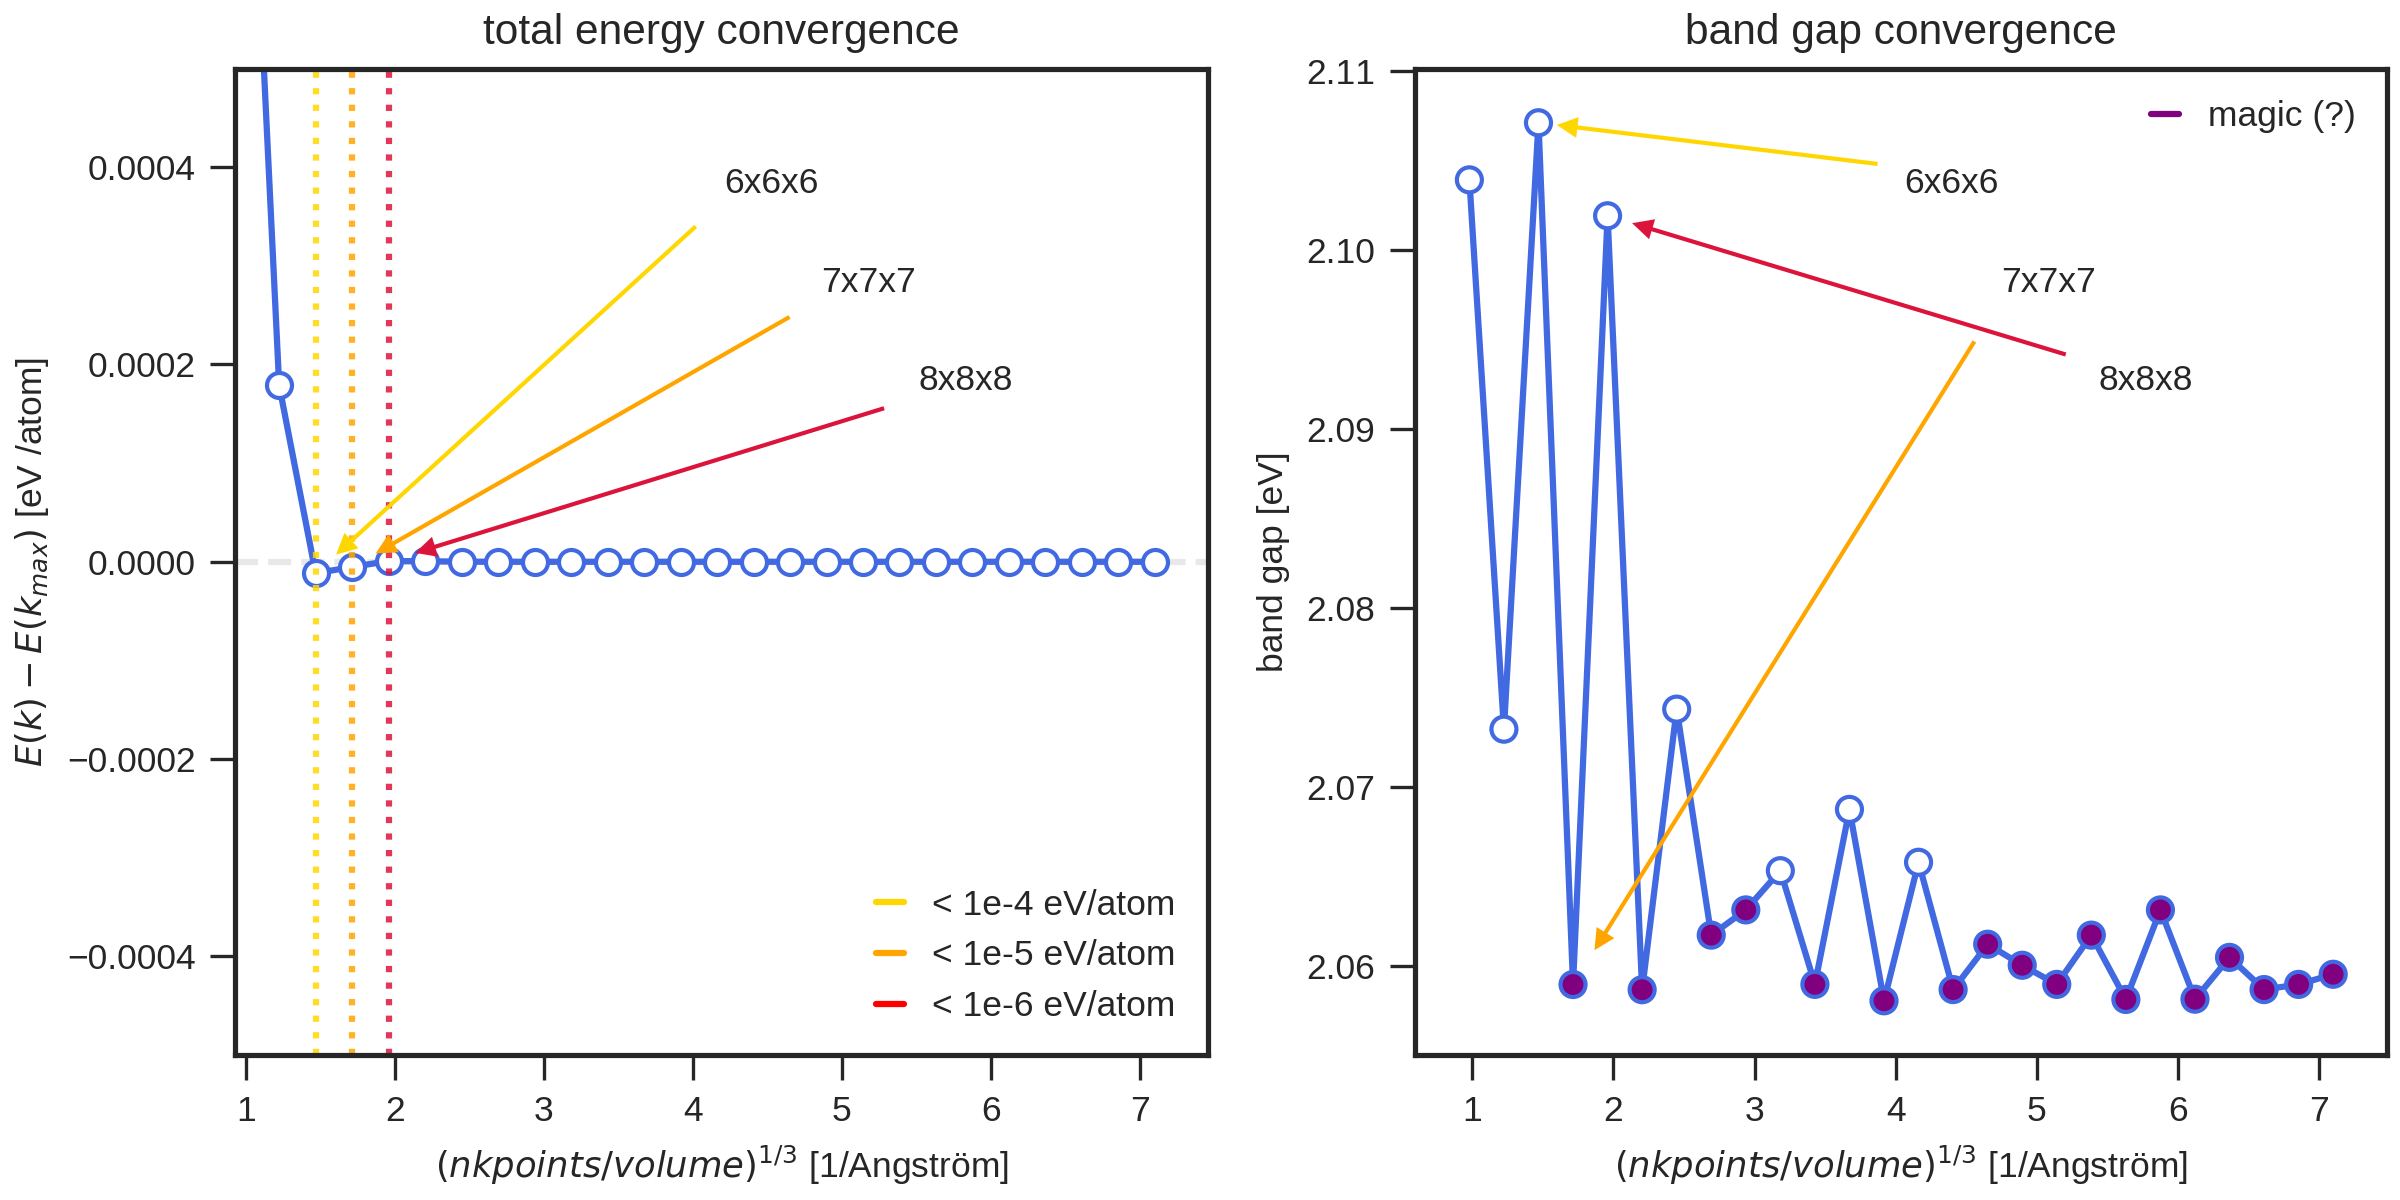 total energy convergence
0.0004
0.0002
0.0000
−0.0002
−0.0004
E(k) − E(kmax) [eV /atom]
6x6x6
7x7x7
8x8x8
< 1e-4 eV/atom
< 1e-5 eV/atom
< 1e-6 eV/atom
1 2 3 4 5 6 7
(nkpoints/volume)^1/3 [1/Angström]
band gap convergence
2.11
2.10
2.09
2.08
2.07
2.06
band gap [eV]
magic (?)
6x6x6
7x7x7
8x8x8
1 2 3 4 5 6 7
(nkpoints/volume)^1/3 [1/Angström]